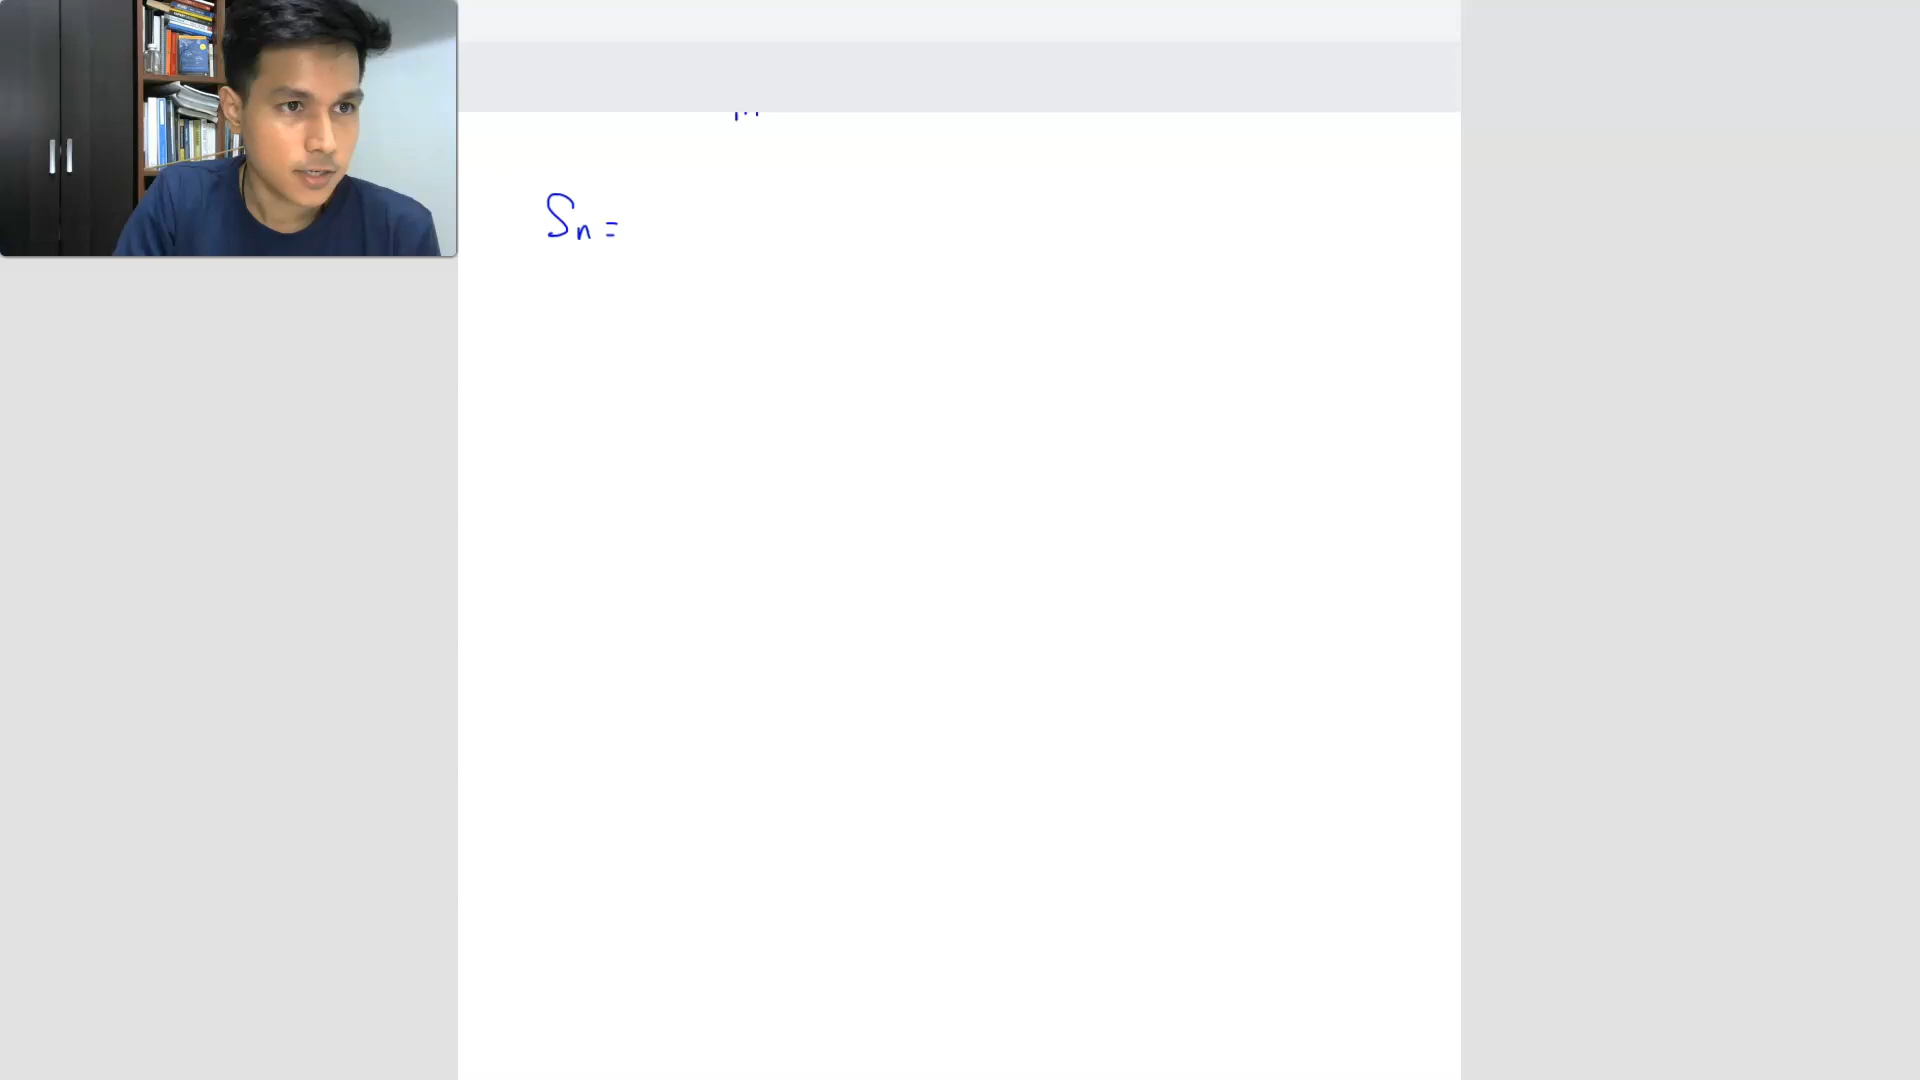 Sn =